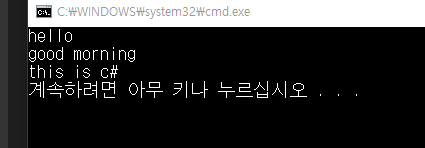 C:₩WINDOWS₩system32₩cmd.exe
hello
good morning
this is c#
계속하려면 아무 키나 누르십시오 . . .